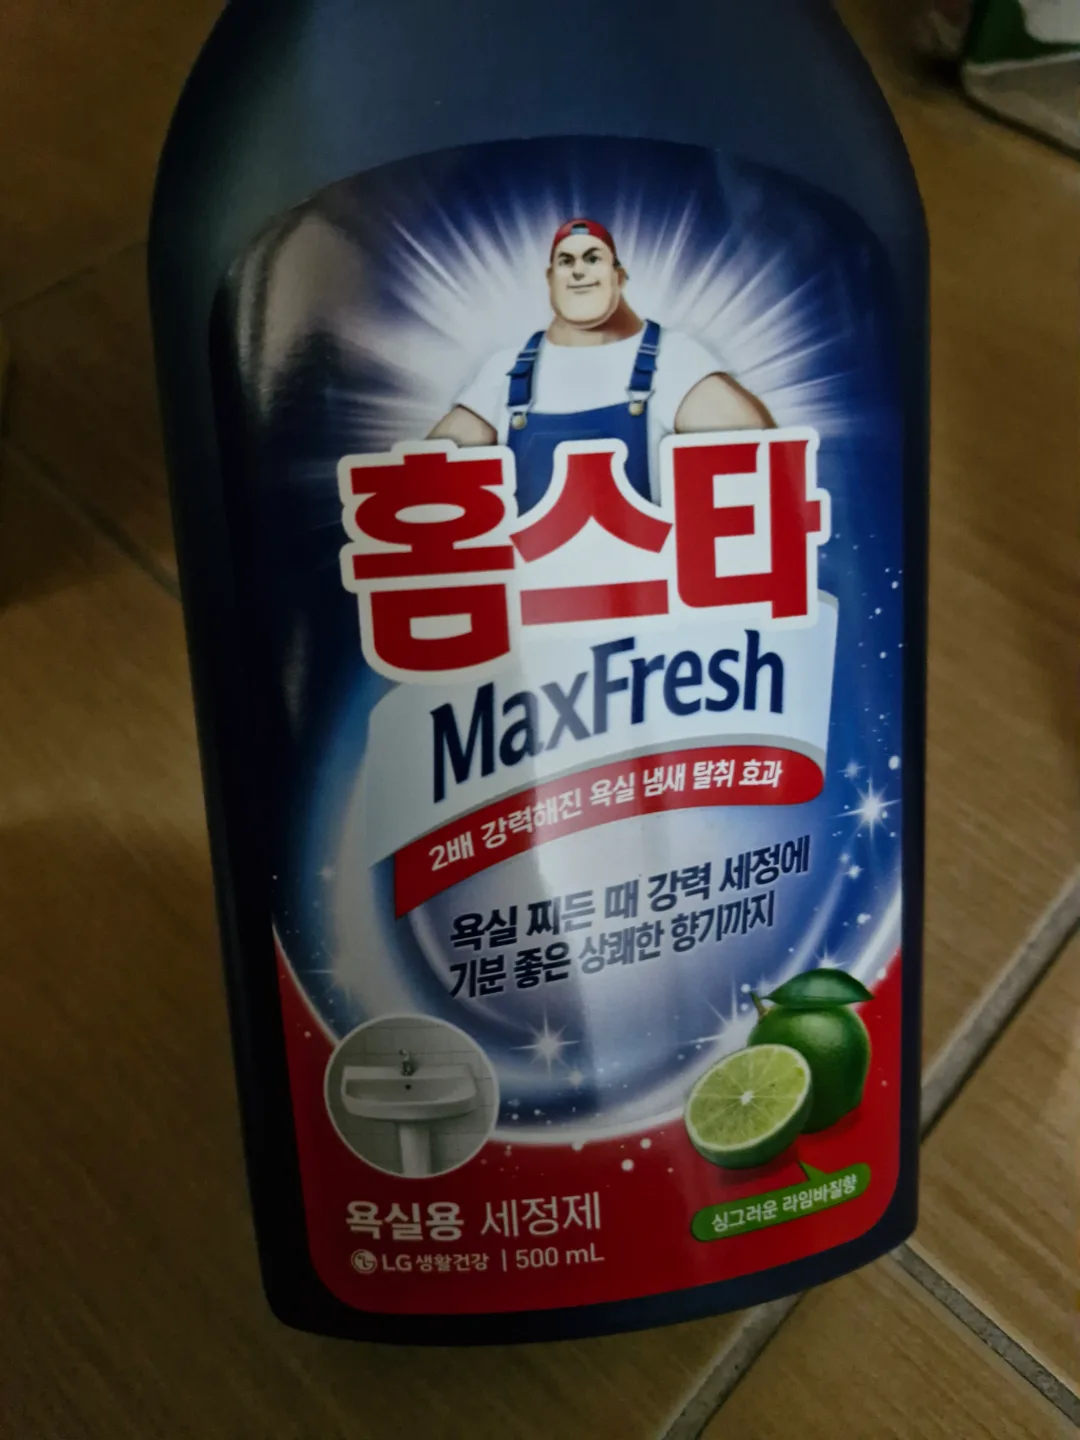 홈스타
MaxFresh
2배 강력해진 욕실 냄새 탈취 효과
욕실 찌든 때 강력 세정에
기분 좋은 상쾌한 향기까지
싱그러운 라임바질향
욕실용 세정제
LG 생활건강 | 500 mL